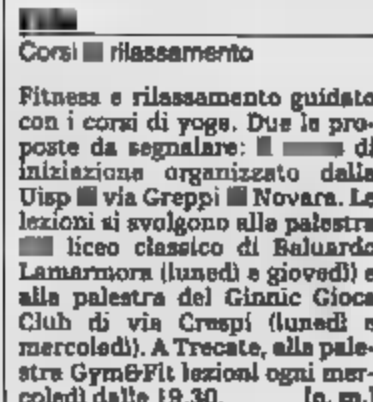 Corsi rilassamento
Fitness e rilassamento guidato
con i corsi di yoga. Due le pro-
poste da segnalare: di
iniziazione organizzato dalla
Uisp via Greppi Novara. Le
lezioni si svolgono alla palestra
liceo classico di Baluardo
Lamarmora (lunedì e giovedì) e
alla palestra del Ginnic Gioca
Club di via Crespi (lunedì e
mercoledì). A Trecate, alla pale-
stra Gym&Fit lezioni ogni mer-
coledì dalle 19.30. [o. m.]